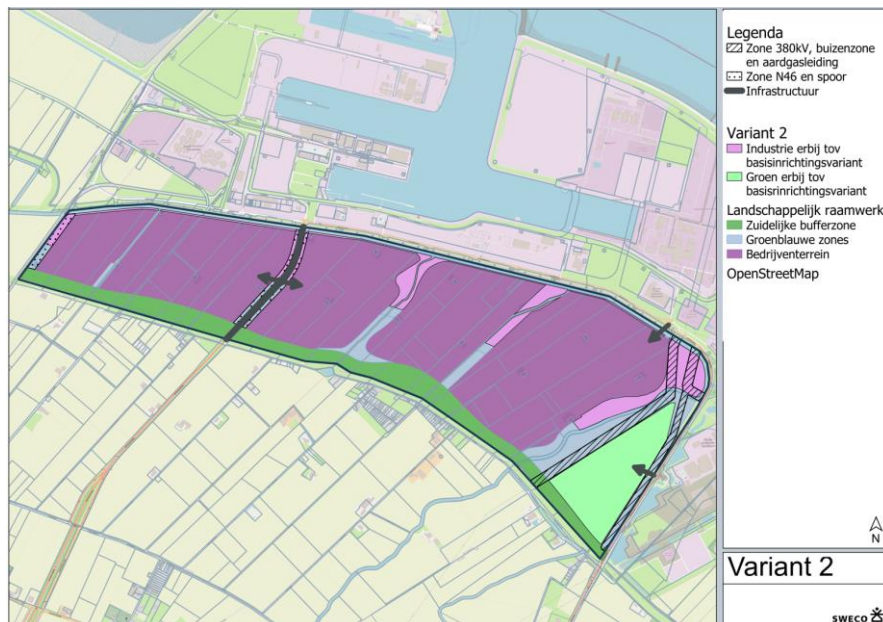 Legenda
Zone 380kV, buizenzone
en aardgasleiding
Zone N46 en spoor
Infrastructuur
Variant 2
Industrie erbij tov
basisinrichtingsvariant
Groen erbij tov
basisrinrichtingsvariant
Landschappelijk raamwerk
Zuidelijke bufferzone
Groenblauwe zones
Bedrijventerrein
OpenStreetMap
N
Variant 2
SWECO